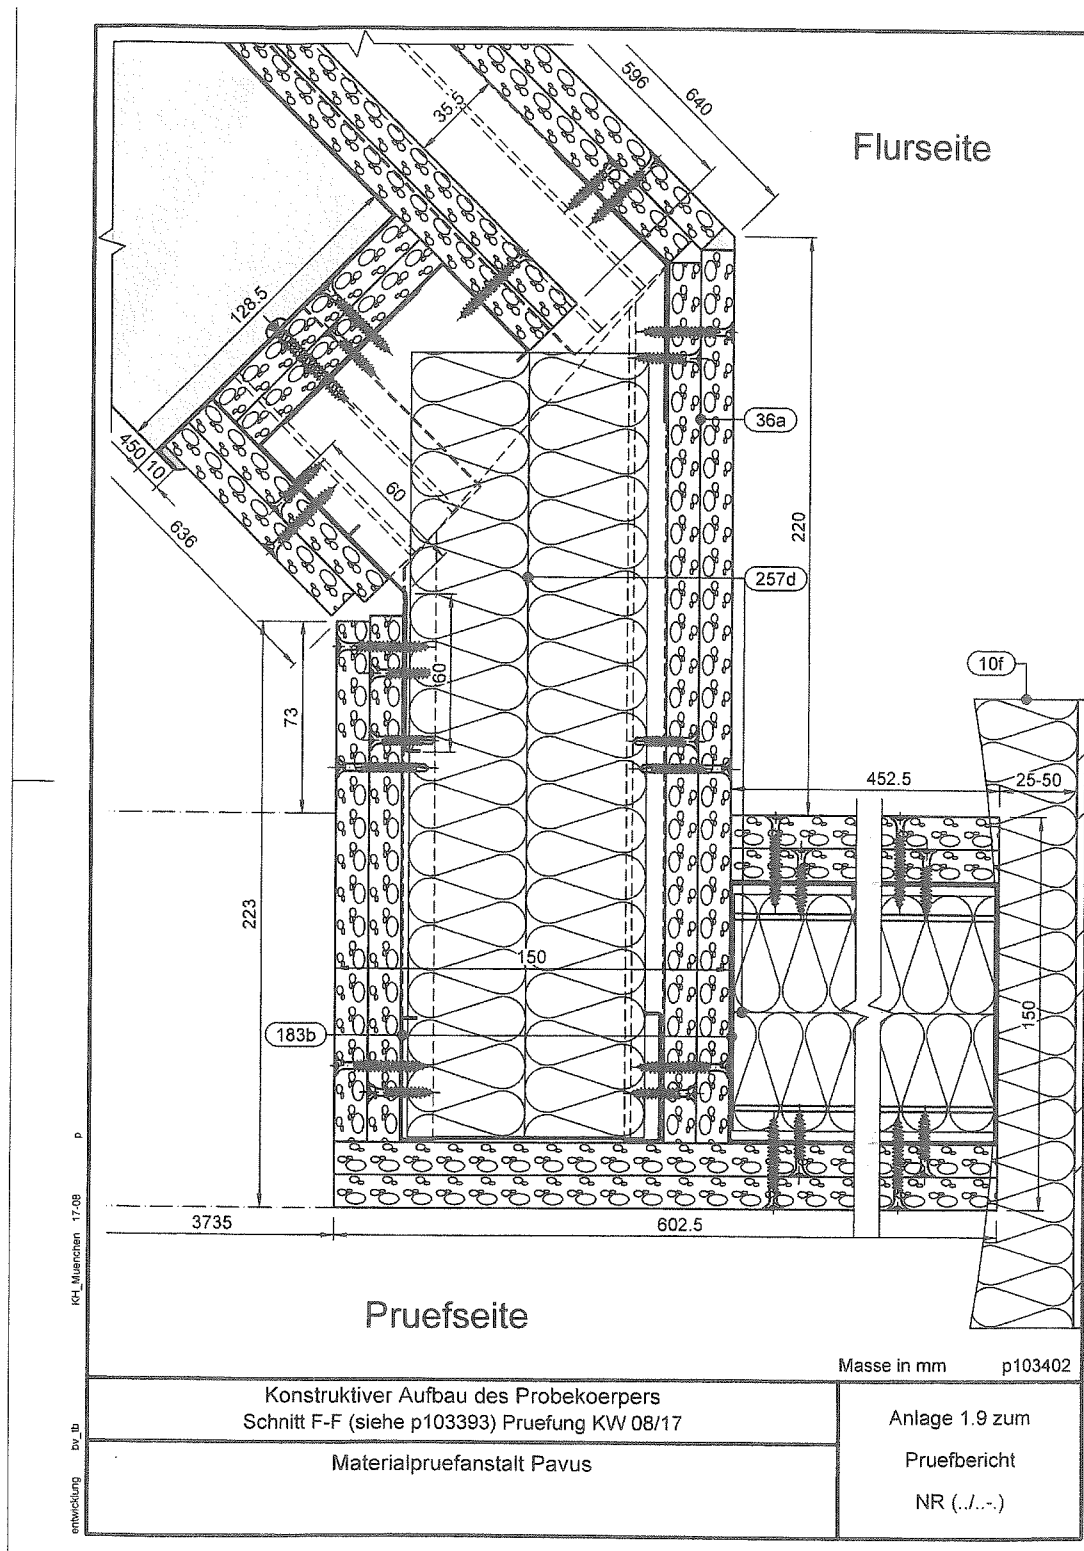 596
640
35.5
Flurseite
128.5
36a
450
10
60
220
636
257d
60
10f
73
452.5
25-50
223
150
150
183b
3735
602.5
Pruefseite
Masse in mm p103402
Konstruktiver Aufbau des Probekoerpers
Schnitt F-F (siehe p103393) Pruefung KW 08/17
Materialpruefanstalt Pavus
Anlage 1.9 zum
Pruefbericht
NR (../..-.)
entwicklung bv_tb KH_Muenchen 17-08 p